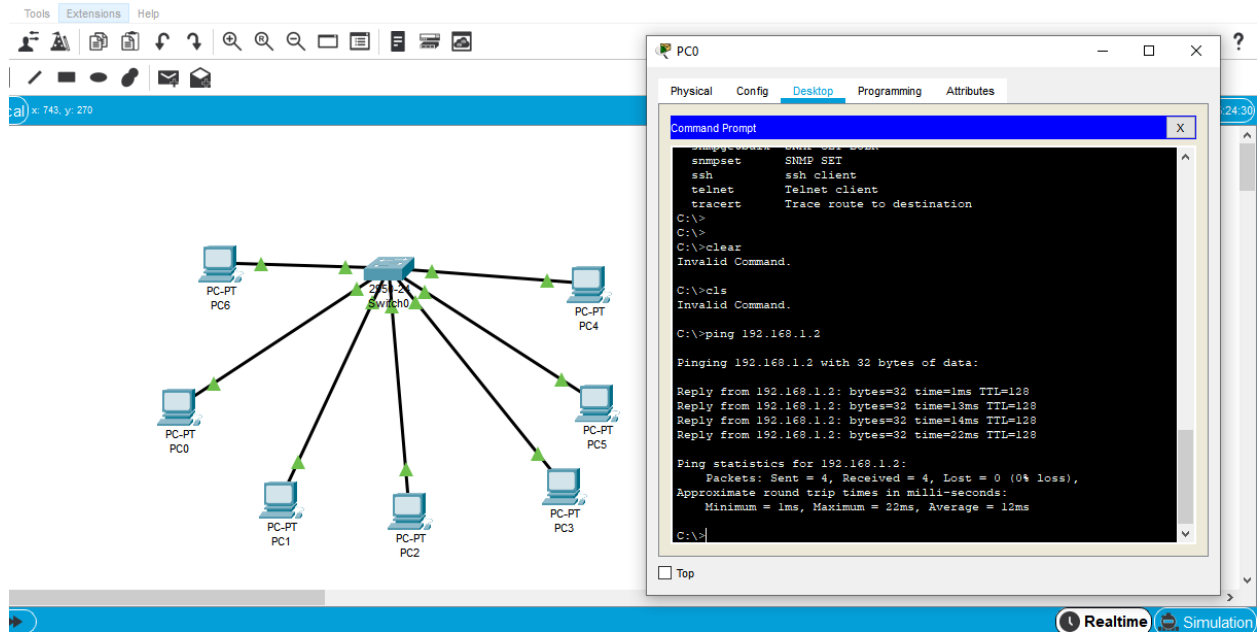 Tools Extensions Help
?
x: 743, y: 270
:24:30
PC-PT
PC6
2950-24
Switch0
PC-PT
PC4
PC-PT
PC0
PC-PT
PC5
PC-PT
PC1
PC-PT
PC2
PC-PT
PC3
PC0
Physical Config Desktop Programming Attributes
Command Prompt
X
snmpset SNMP SET
ssh ssh client
telnet Telnet client
tracert Trace route to destination
C:\>
C:\>
C:\>clear
Invalid Command.
C:\>cls
Invalid Command.
C:\>ping 192.168.1.2
Pinging 192.168.1.2 with 32 bytes of data:
Reply from 192.168.1.2: bytes=32 time=1ms TTL=128
Reply from 192.168.1.2: bytes=32 time=13ms TTL=128
Reply from 192.168.1.2: bytes=32 time=14ms TTL=128
Reply from 192.168.1.2: bytes=32 time=22ms TTL=128
Ping statistics for 192.168.1.2:
Packets: Sent = 4, Received = 4, Lost = 0 (0% loss),
Approximate round trip times in milli-seconds:
Minimum = 1ms, Maximum = 22ms, Average = 12ms
C:\>
Top
Realtime Simulation